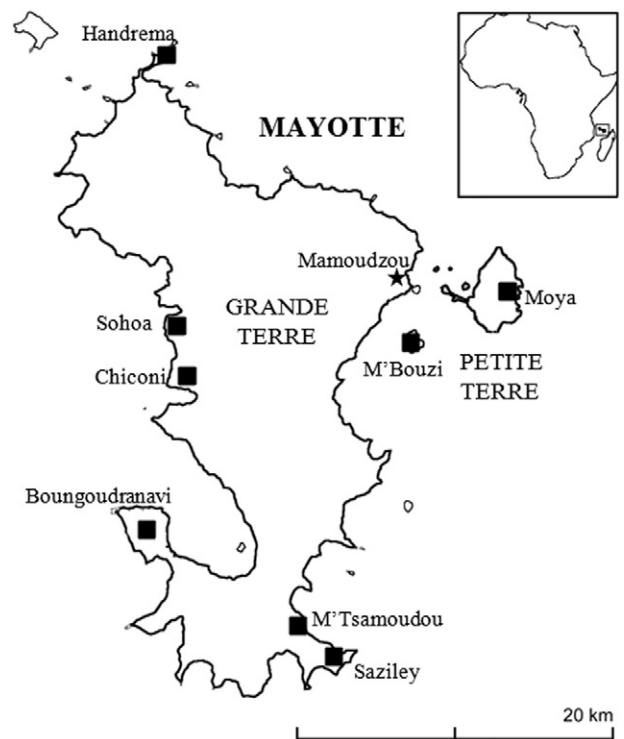 Handrema
MAYOTTE
Mamoudzou
GRANDE
TERRE
Moya
Sohoa
M'Bouzi
PETITE
TERRE
Chiconi
Boungoudranavi
M'Tsamoudou
Saziley
20 km